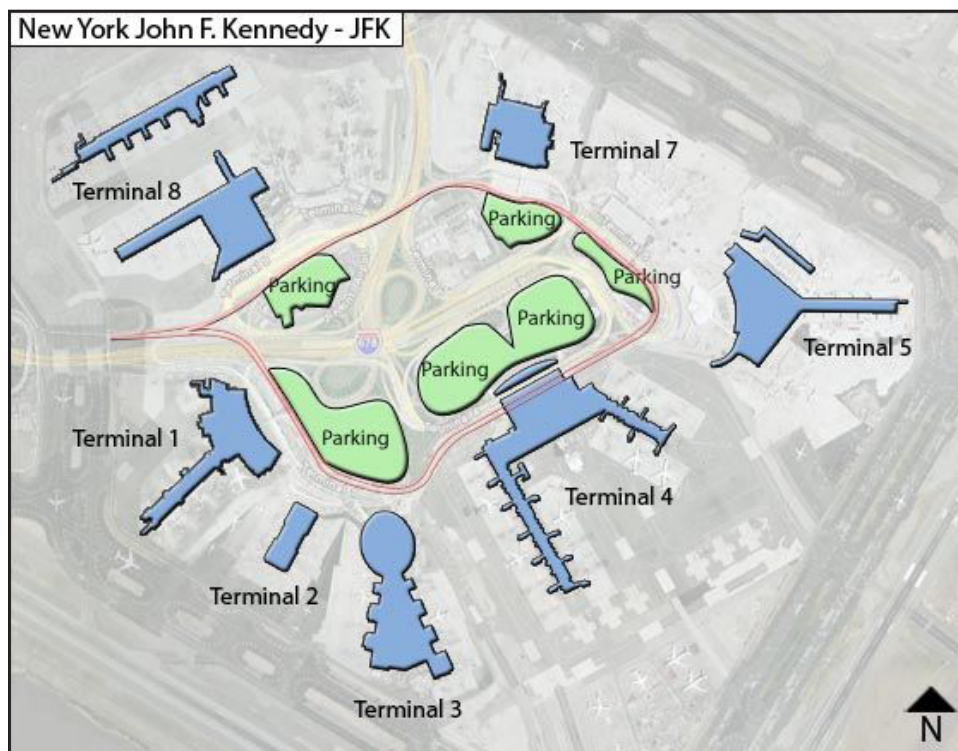 New York John F. Kennedy - JFK
Terminal 7
Terminal 8
Parking
Parking
Parking
Parking
Parking
Terminal 5
Parking
Terminal 1
Terminal 4
Terminal 2
Terminal 3
N